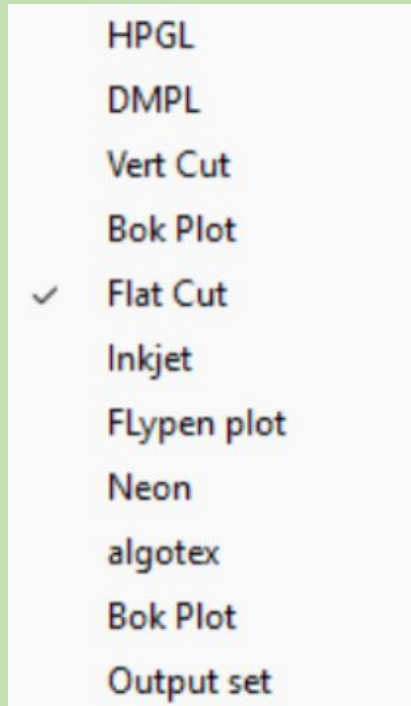 HPGL
DMPL
Vert Cut
Bok Plot
Flat Cut
Inkjet
FLypen plot
Neon
algotex
Bok Plot
Output set